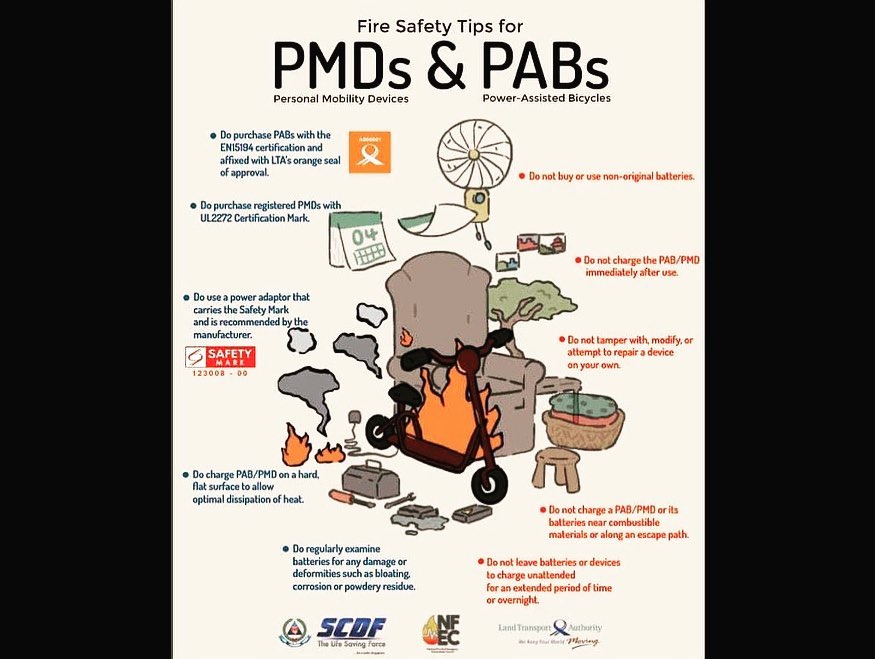 Fire Safety Tips for
PMDs & PABs
Personal Mobility Devices
Power-Assisted Bicycles
Do purchase PABs with the
EN15194 certification and
affixed with LTA's orange seal
of approval.
Do purchase registered PMDs with
UL2272 Certification Mark.
04
Do use a power adaptor that
carries the Safety Mark
and is recommended by the
manufacturer.
SAFETY
MARK
123008 - 00
Do charge PAB/PMD on a hard,
flat surface to allow
optimal dissipation of heat.
Do regularly examine
batteries for any damage or
deformities such as bloating,
corrosion or powdery residue.
Do not buy or use non-original batteries.
Do not charge the PAB/PMD
immediately after use.
Do not tamper with, modify, or
attempt to repair a device
on your own.
Do not charge a PAB/PMD or its
batteries near combustible
materials or along an escape path.
Do not leave batteries or devices
to charge unattended
for an extended period of time
or overnight.
SCDF
The Life Saving Force
NF
EC
Land Transport Authority
We Keep Your World Moving